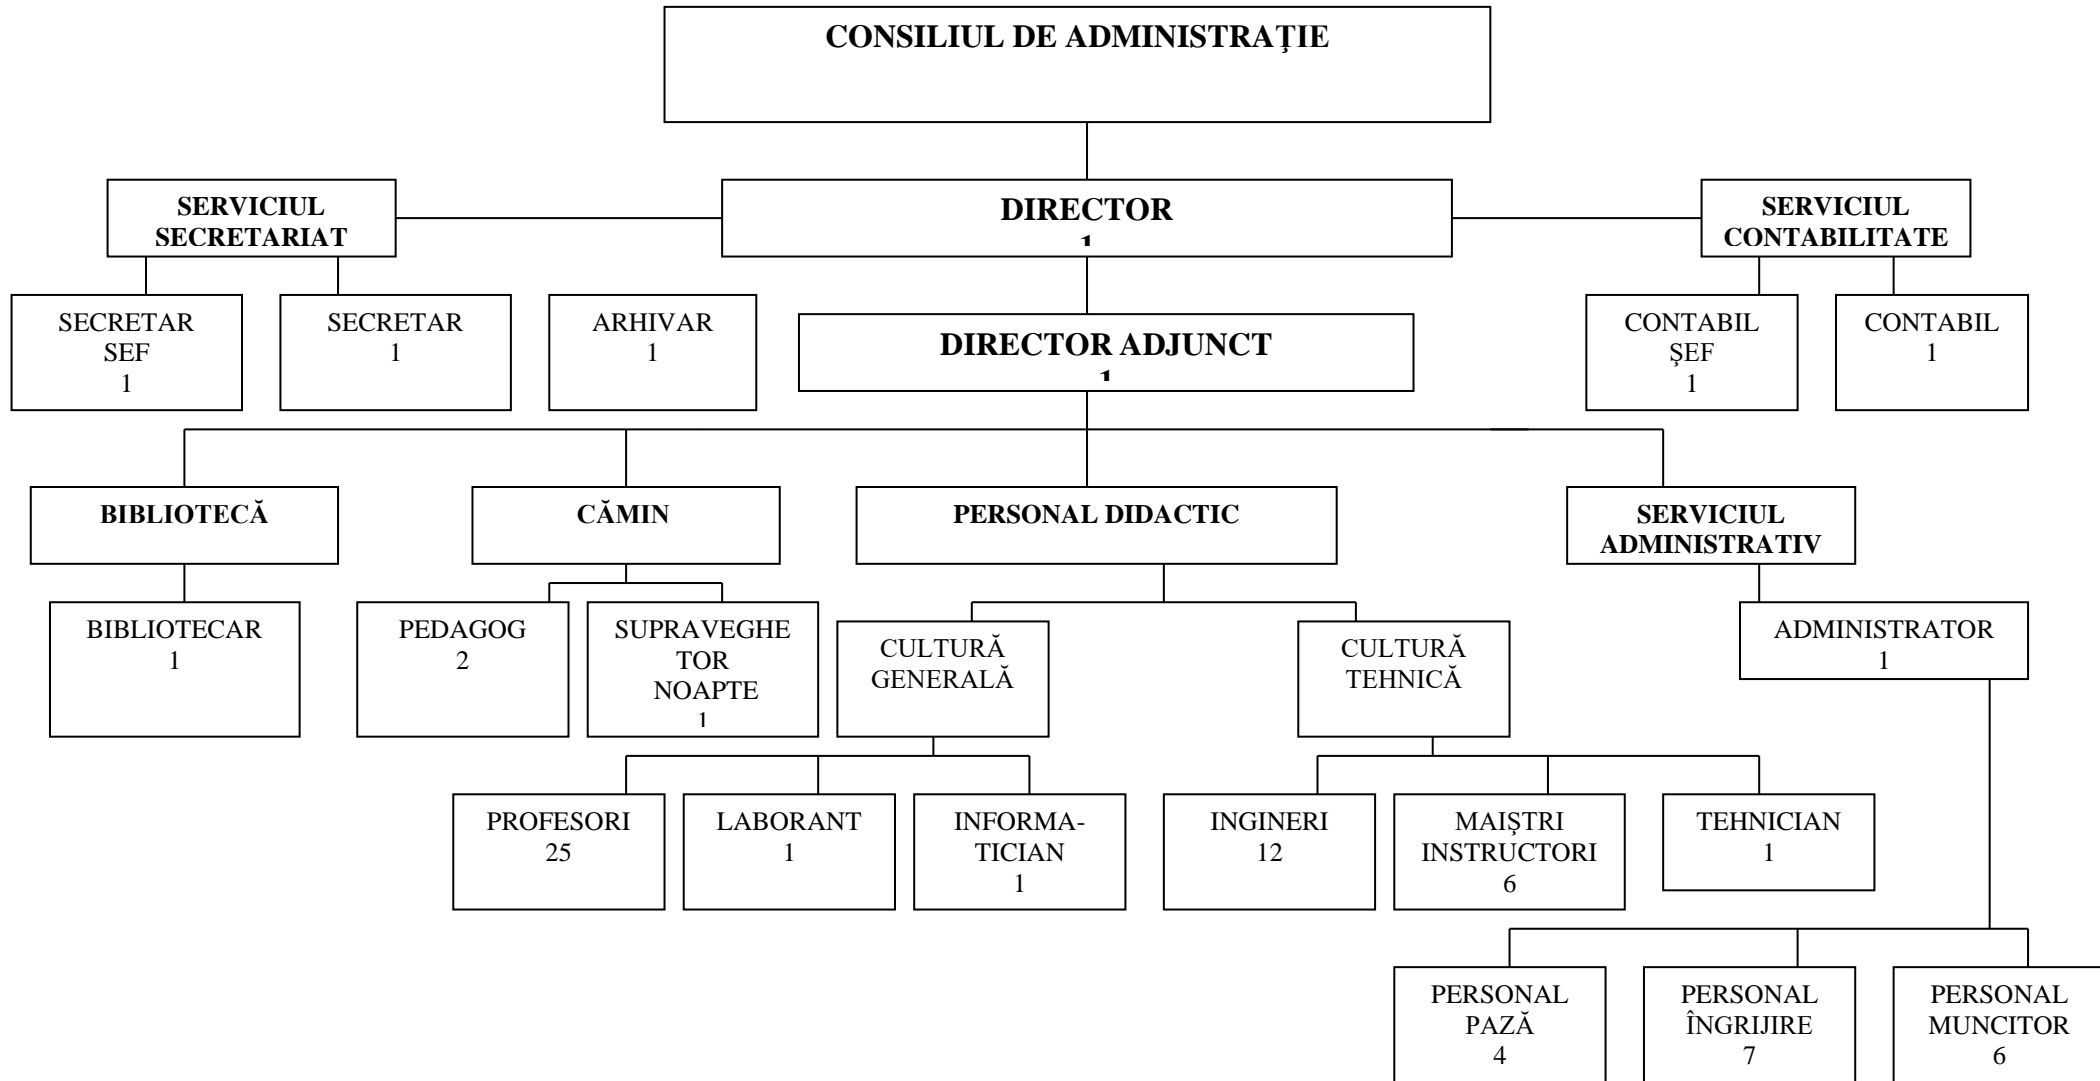 CONSILIUL DE ADMINISTRAŢIE
SERVICIUL
SECRETARIAT
DIRECTOR
1
SERVICIUL
CONTABILITATE
SECRETAR
SEF
1
SECRETAR
1
ARHIVAR
1
DIRECTOR ADJUNCT
1
CONTABIL
ŞEF
1
CONTABIL
1
BIBLIOTECĂ
CĂMIN
PERSONAL DIDACTIC
SERVICIUL
ADMINISTRATIV
BIBLIOTECAR
1
PEDAGOG
2
SUPRAVEGHE
TOR
NOAPTE
1
CULTURĂ
GENERALĂ
CULTURĂ
TEHNICĂ
ADMINISTRATOR
1
PROFESORI
25
LABORANT
1
INFORMA-
TICIAN
1
INGINERI
12
MAIŞTRI
INSTRUCTORI
6
TEHNICIAN
1
PERSONAL
PAZĂ
4
PERSONAL
ÎNGRIJIRE
7
PERSONAL
MUNCITOR
6